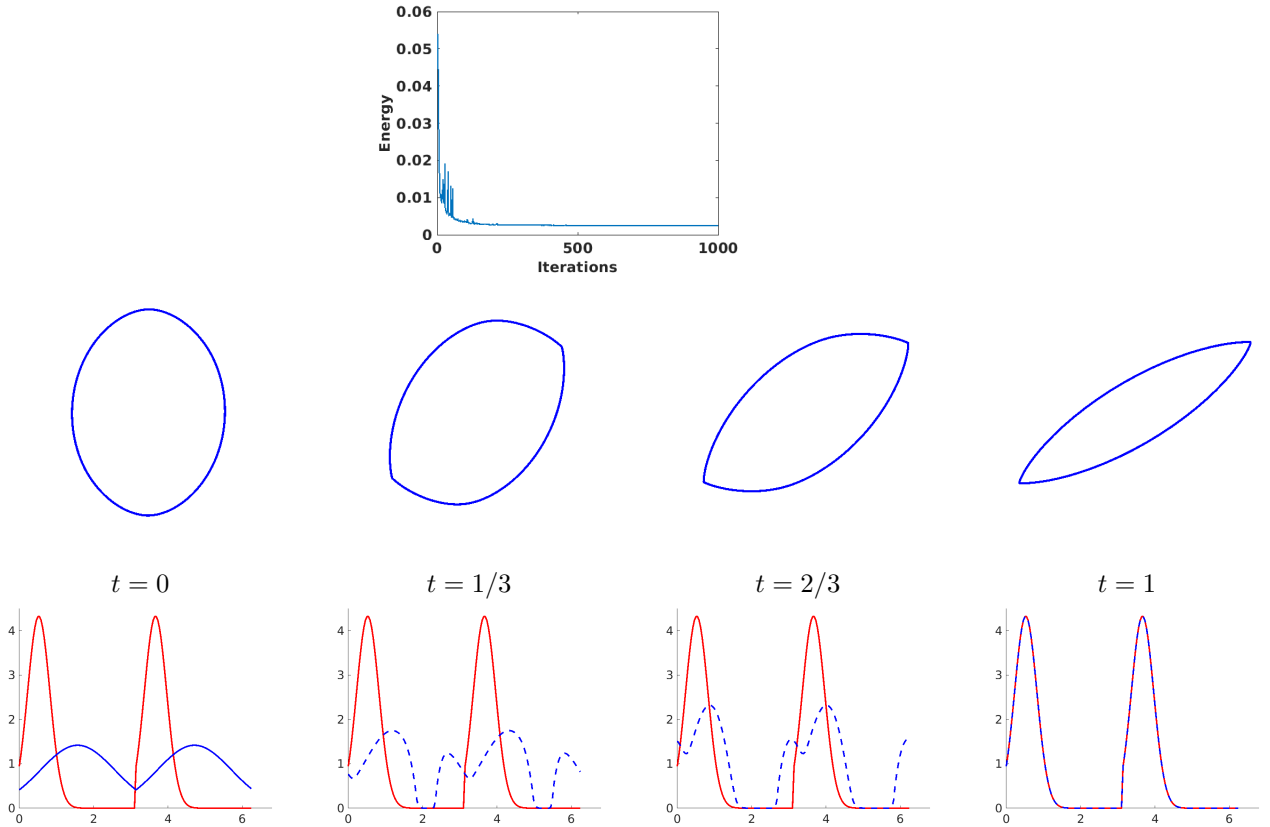 0.06
0.05
0.04
0.03
0.02
0.01
0
Energy
0 500 1000
Iterations
t = 0 t = 1/3 t = 2/3 t = 1
4 4 4 4
3 3 3 3
2 2 2 2
1 1 1 1
0 0 0 0
0 2 4 6 0 2 4 6 0 2 4 6 0 2 4 6